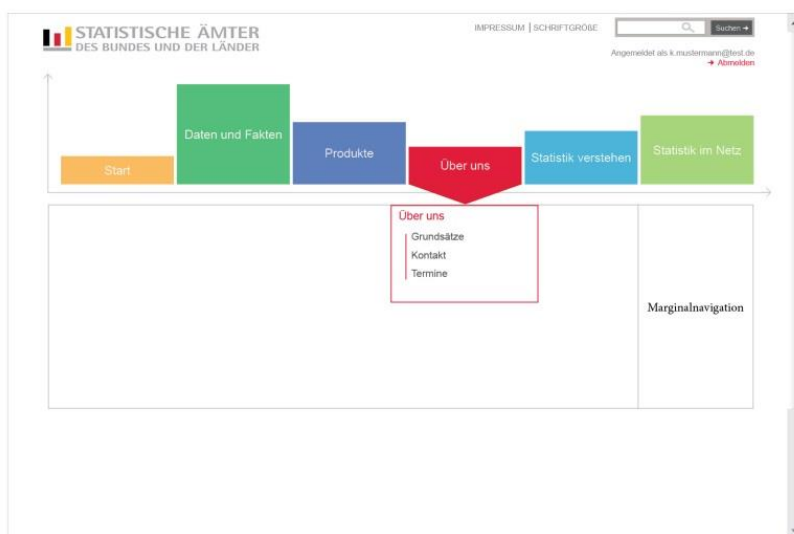 STATISTISCHE ÄMTER
DES BUNDES UND DER LÄNDER
IMPRESSUM | SCHRIFTGRÖßE
Suchen
Angemeldet als k.mustermann@test.de
Abmelden
Start
Daten und Fakten
Produkte
Über uns
Statistik verstehen
Statistik im Netz
Über uns
Grundsätze
Kontakt
Termine
Marginalnavigation